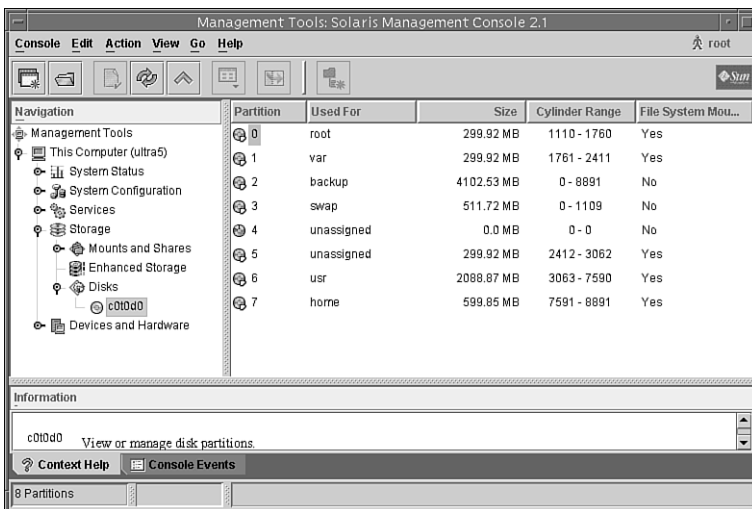 Management Tools: Solaris Management Console 2.1
Console Edit Action View Go Help root
Sun
Navigation
Management Tools
This Computer (ultra5)
System Status
System Configuration
Services
Storage
Mounts and Shares
Enhanced Storage
Disks
c0t0d0
Devices and Hardware
Partition Used For Size Cylinder Range File System Mou...
0 root 299.92 MB 1110 - 1760 Yes
1 var 299.92 MB 1761 - 2411 Yes
2 backup 4102.53 MB 0 - 8891 No
3 swap 511.72 MB 0 - 1109 No
4 unassigned 0.0 MB 0 - 0 No
5 unassigned 299.92 MB 2412 - 3062 Yes
6 usr 2088.87 MB 3063 - 7590 Yes
7 home 599.85 MB 7591 - 8891 Yes
Information
c0t0d0 View or manage disk partitions.
Context Help Console Events
8 Partitions